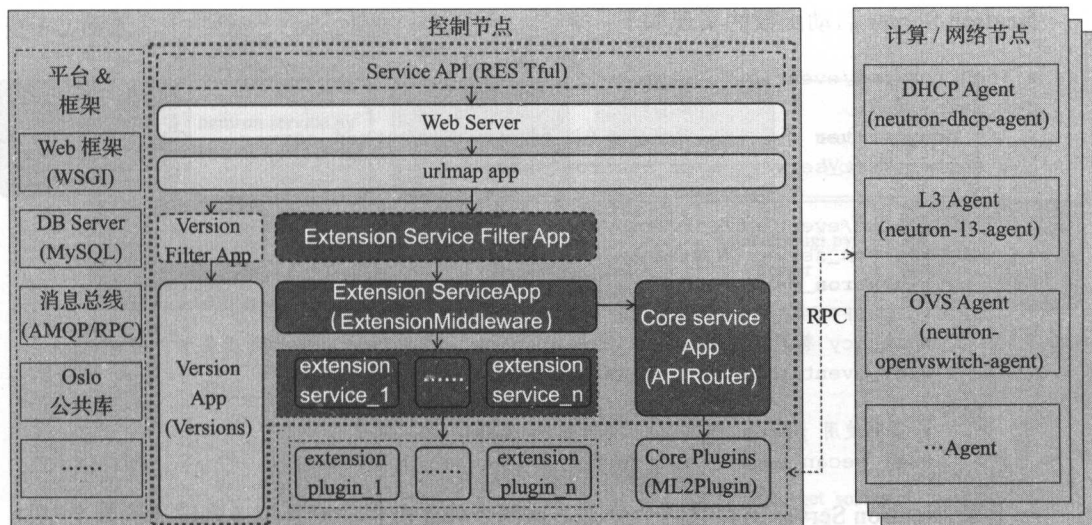 控制节点
平台 &
框架
Web 框架
(WSGI)
DB Server
(MySQL)
消息总线
(AMQP/RPC)
Oslo
公共库
……
Service API (RES Tful)
Web Server
urlmap app
Version
Filter App
Extension Service Filter App
Version
App
(Versions)
Extension ServiceApp
(ExtensionMiddleware)
Core service
App
(APIRouter)
extension
service_1
……
extension
service_n
extension
plugin_1
……
extension
plugin_n
Core Plugins
(ML2Plugin)
RPC
计算 / 网络节点
DHCP Agent
(neutron-dhcp-agent)
L3 Agent
(neutron-13-agent)
OVS Agent
(neutron-
openvswitch-agent)
…Agent